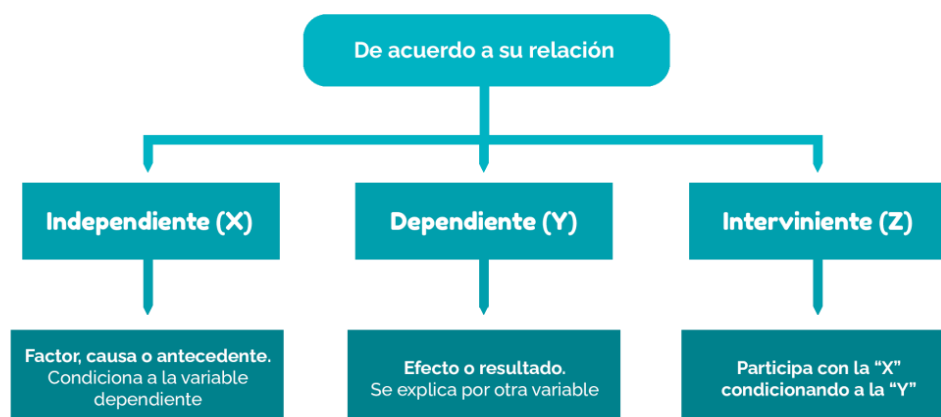 De acuerdo a su relación
Independiente (X)
Dependiente (Y)
Interviniente (Z)
Factor, causa o antecedente.
Condiciona a la variable
dependiente
Efecto o resultado.
Se explica por otra variable
Participa con la “X”
condicionando a la “Y”